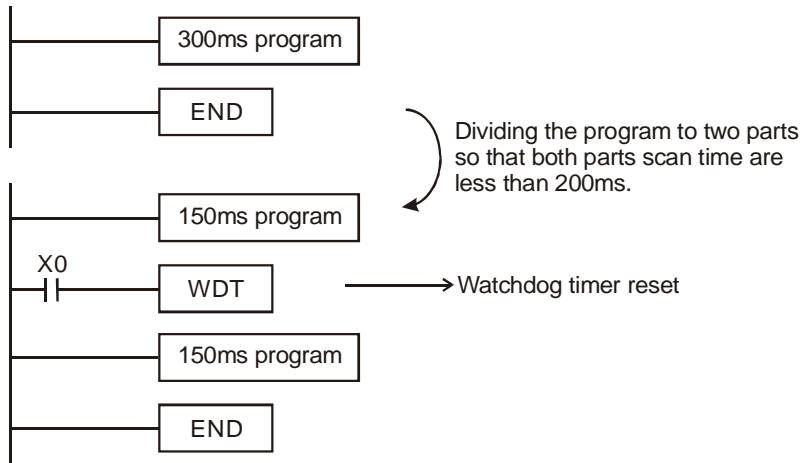 300ms program
END
Dividing the program to two parts
so that both parts scan time are
less than 200ms.
150ms program
X0
WDT
Watchdog timer reset
150ms program
END